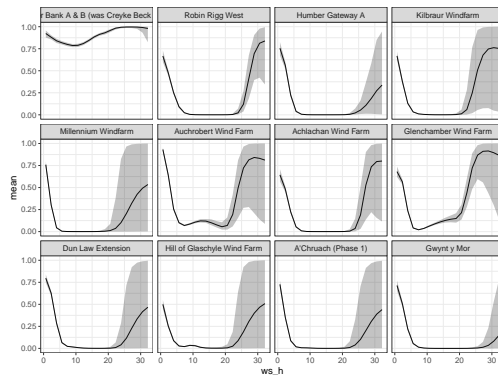 r Bank A & B (was Creyke Beck
Robin Rigg West
Humber Gateway A
Kilbraur Windfarm
1.00
0.75
0.50
0.25
0.00
Millennium Windfarm
Auchrobert Wind Farm
Achlachan Wind Farm
Glenchamber Wind Farm
1.00
0.75
0.50
0.25
0.00
mean
Dun Law Extension
Hill of Glaschyle Wind Farm
A'Chruach (Phase 1)
Gwynt y Mor
1.00
0.75
0.50
0.25
0.00
0 10 20 30 0 10 20 30 0 10 20 30 0 10 20 30
ws_h